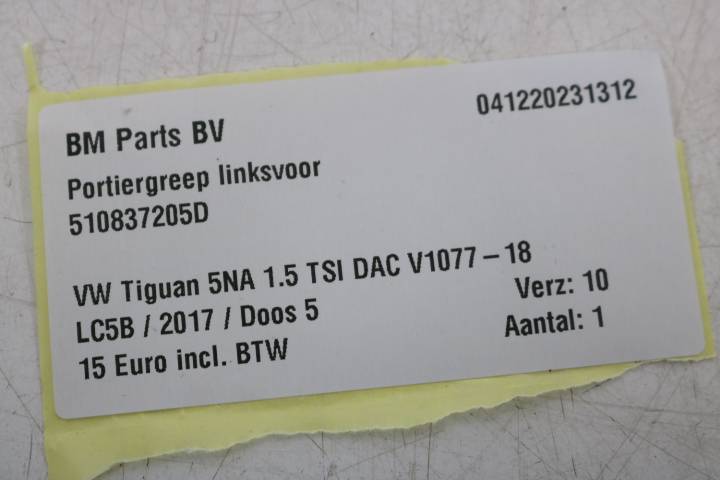 BM Parts BV
041220231312
Portiergreep linksvoor
510837205D
VW Tiguan 5NA 1.5 TSI DAC V1077 – 18
LC5B / 2017 / Doos 5
Verz: 10
15 Euro incl. BTW
Aantal: 1